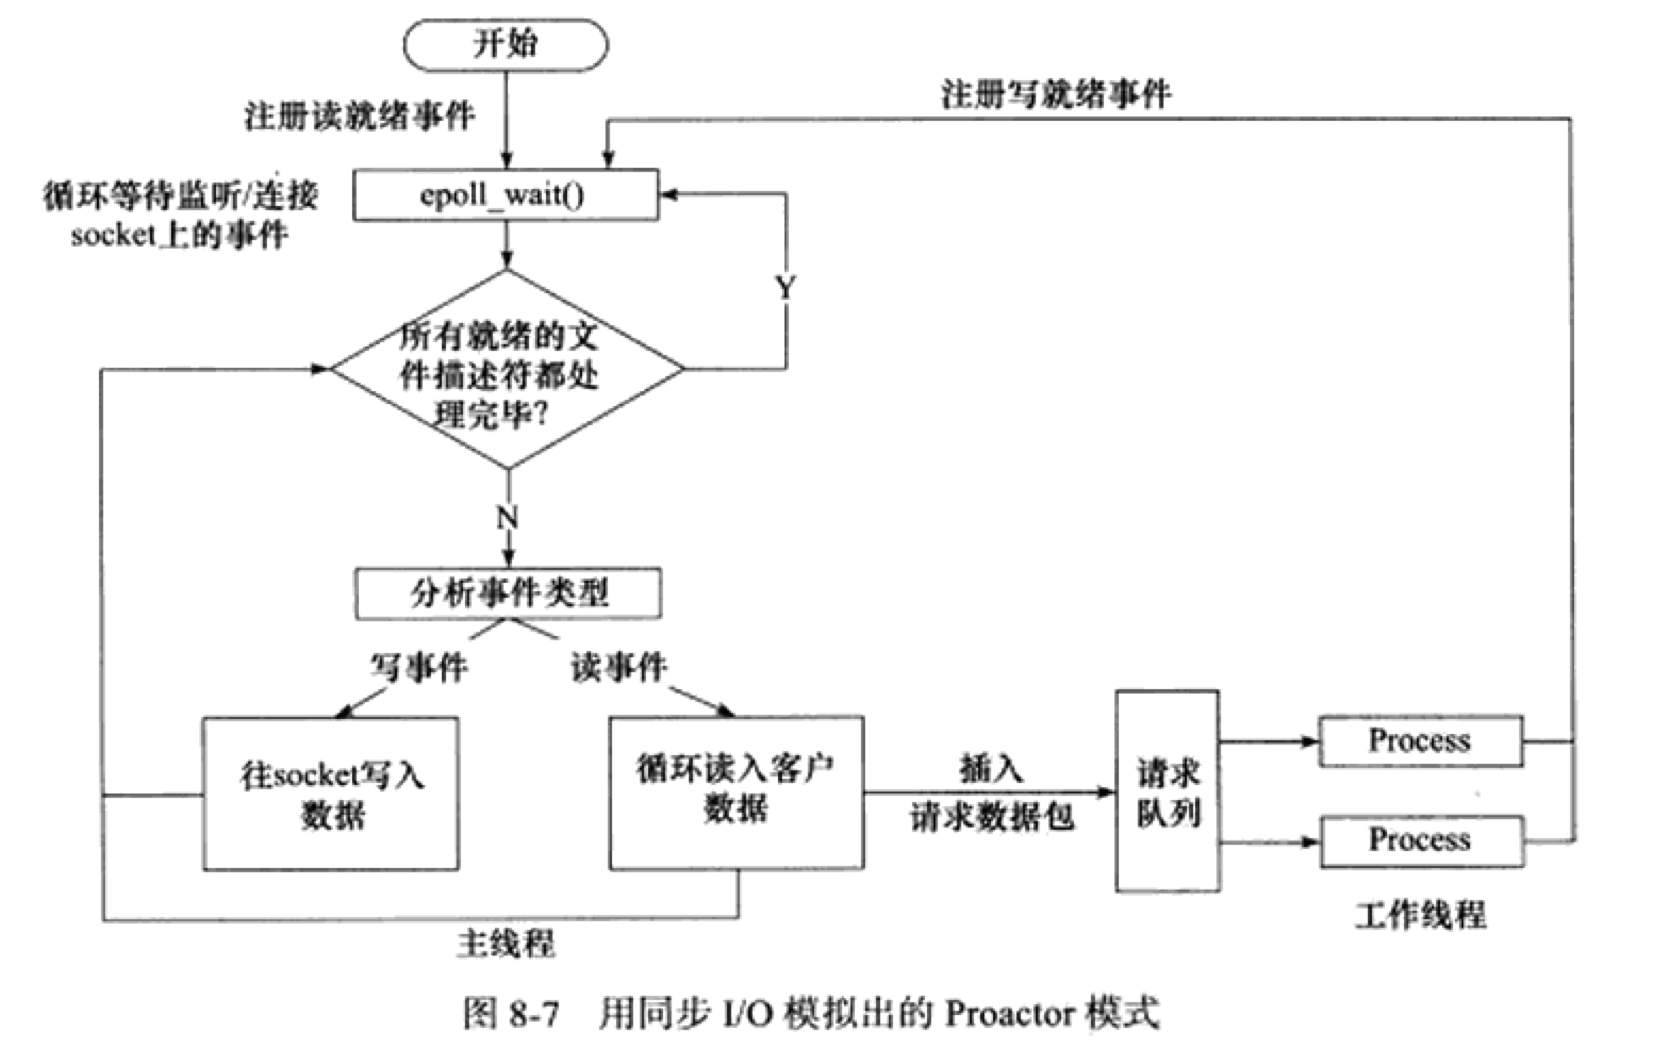 开始
注册读就绪事件
注册写就绪事件
循环等待监听/连接
socket上的事件
epoll_wait()
Y
所有就绪的文
件描述符都处
理完毕?
N
分析事件类型
写事件
读事件
往socket写入
数据
循环读入客户
数据
插入
请求数据包
请求
队列
Process
Process
工作线程
主线程
图 8-7 用同步 I/O 模拟出的 Proactor 模式